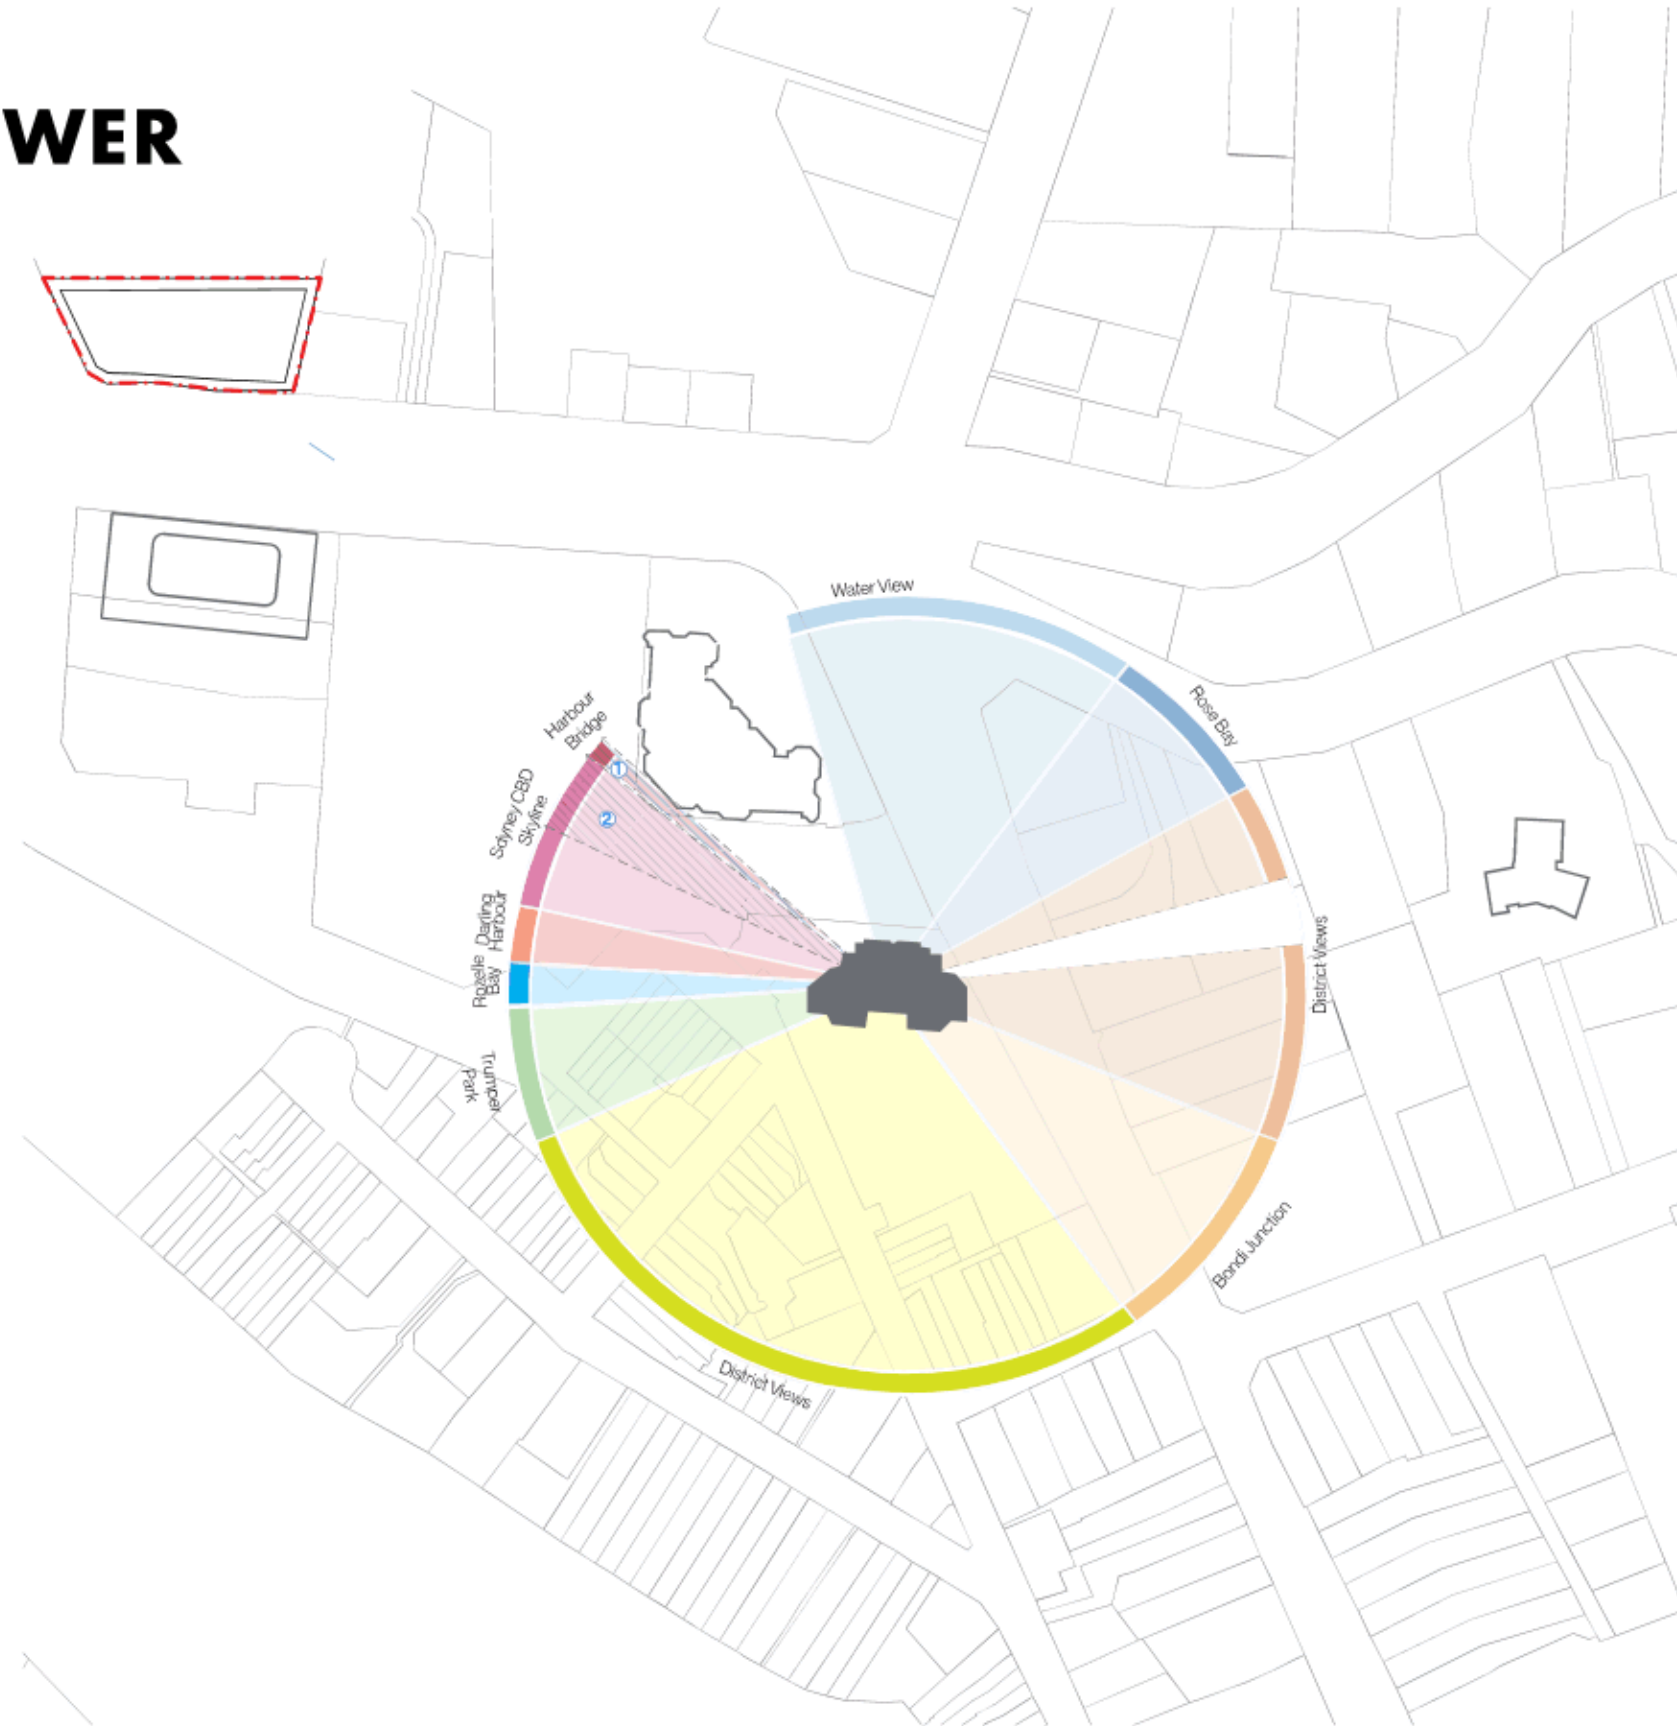 WER
Water View
Rose Bay
Harbour
Bridge
1
Sdyney CBD
Skyline
2
Darling
Harbour
Rozelle
Bay
District Views
Trumper
Park
Bondi Junction
District Views